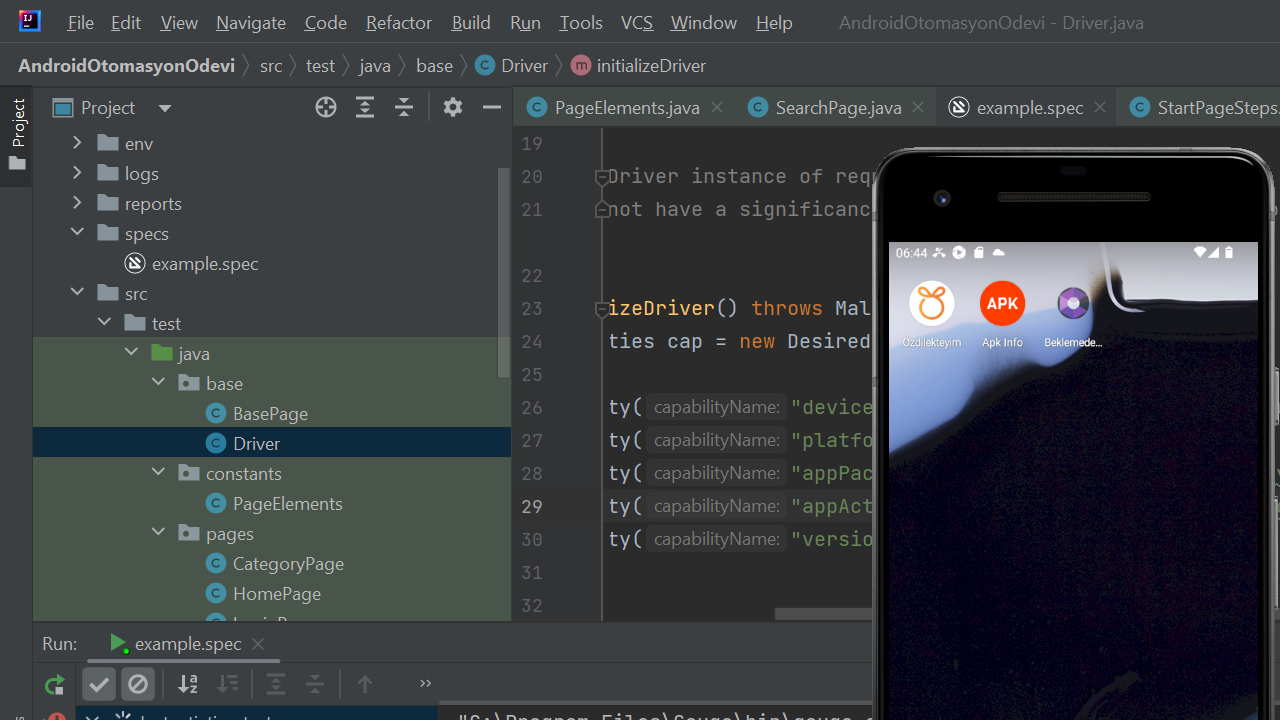 File Edit View Navigate Code Refactor Build Run Tools VCS Window Help AndroidOtomasyonOdevi - Driver.java
AndroidOtomasyonOdevi src test java base Driver initializeDriver
Project
Project
PageElements.java SearchPage.java example.spec StartPageSteps.
env
logs
reports
specs
example.spec
src
test
java
base
BasePage
Driver
constants
PageElements
pages
CategoryPage
HomePage
19
20 Driver instance of req
21 not have a significanc
22
23 izeDriver() throws Mal
24 ties cap = new Desired
25
26 ty( capabilityName: "device
27 ty( capabilityName: "platfo
28 ty( capabilityName: "appPac
29 ty( capabilityName: "appAct
30 ty( capabilityName: "versio
31
32
06:44
APK
Ozdilekteyim Apk Info Beklemede...
Run: example.spec